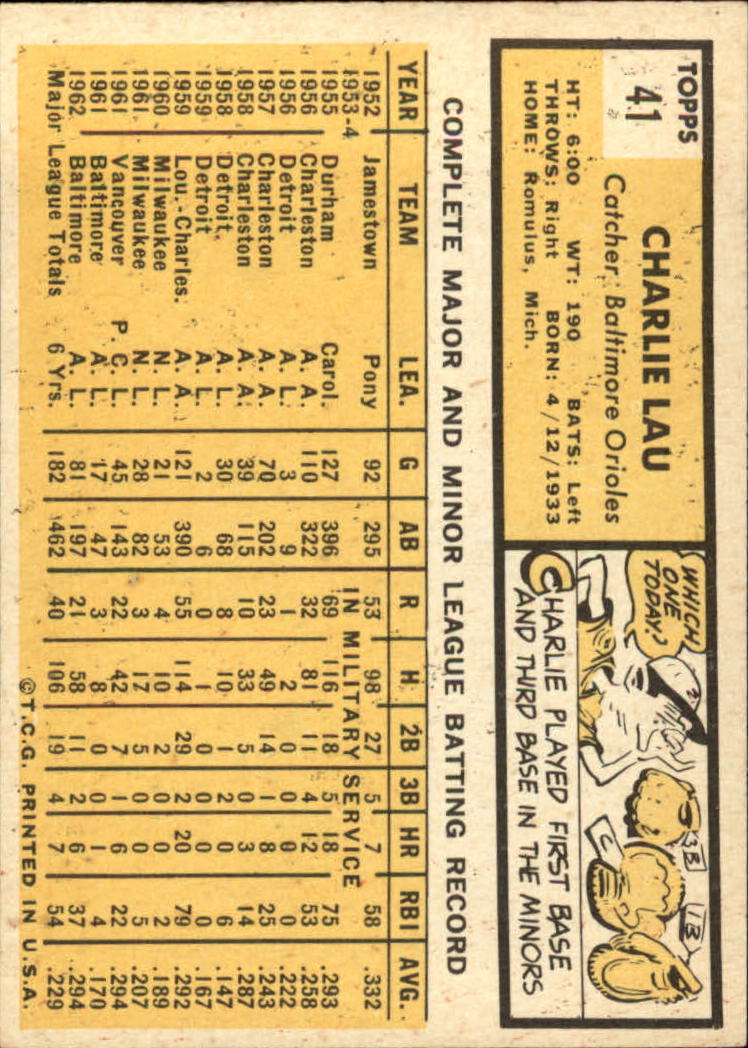 TOPPS
41
CHARLIE LAU
Catcher: Baltimore Orioles
HT: 6:00 WT: 190 BATS: Left
THROWS: Right BORN: 4/12/1933
HOME: Romulus, Mich.
WHICH
ONE
TODAY?
3B
C
1B
CHARLIE PLAYED FIRST BASE
AND THIRD BASE IN THE MINORS
COMPLETE MAJOR AND MINOR LEAGUE BATTING RECORD
YEAR TEAM LEA. G AB R H 2B 3B HR RBI AVG.
1952 Jamestown Pony 92 295 53 98 27 5 7 58 .332
1953-4 IN MILITARY SERVICE
1955 Durham Carol. 127 396 69 116 18 5 18 75 .293
1956 Charleston A. A. 110 322 32 81 11 4 12 53 .258
1956 Detroit A. L. 3 9 1 2 0 0 0 0 .222
1957 Charleston A. A. 70 202 23 49 14 1 8 25 .243
1958 Charleston A. A. 39 115 10 33 5 0 3 14 .287
1958 Detroit A. L. 30 68 8 10 1 2 0 6 .147
1959 Detroit A. L. 2 6 0 1 0 0 0 0 .167
1959 Lou.-Charles. A. A. 121 390 55 114 29 2 20 79 .292
1960 Milwaukee N. L. 21 53 4 10 2 0 0 2 .189
1961 Milwaukee N. L. 28 82 3 17 5 0 0 5 .207
1961 Vancouver P. C. L. 45 143 22 42 7 1 6 22 .294
1961 Baltimore A. L. 17 47 3 8 0 0 1 4 .170
1962 Baltimore A. L. 81 197 21 58 11 2 6 37 .294
Major League Totals 6 Yrs. 182 462 40 106 19 4 7 54 .229
©T.C.G. PRINTED IN U.S.A.